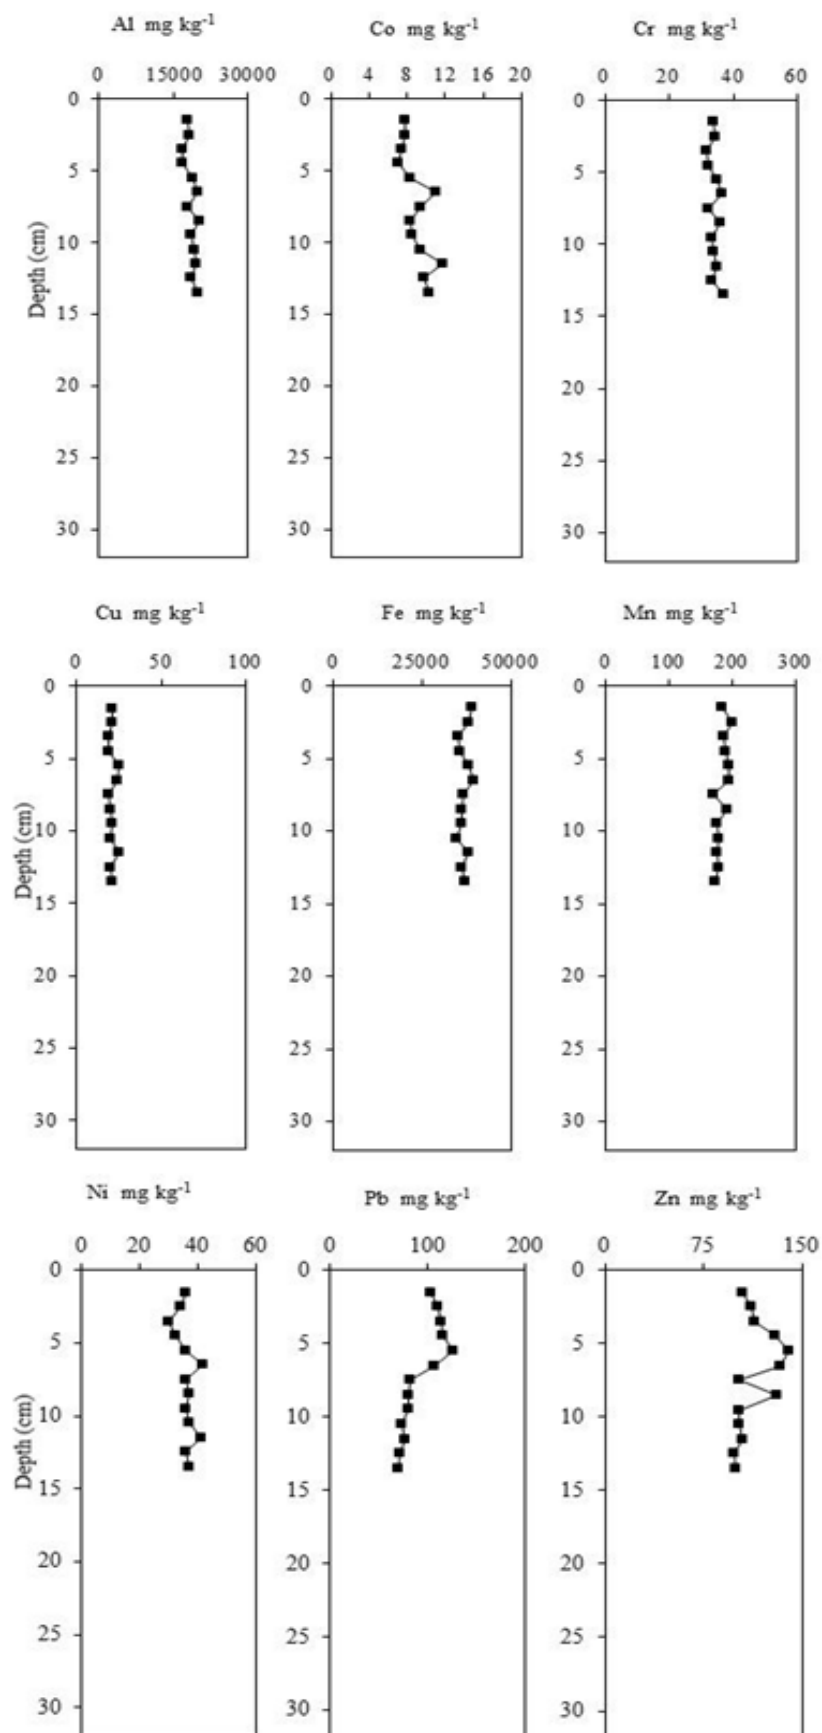 Al mg kg-1
Co mg kg-1
Cr mg kg-1
0 15000 30000
0 4 8 12 16 20
0 20 40 60
0 5 10 15 20 25 30
Depth (cm)
0 5 10 15 20 25 30
0 5 10 15 20 25 30
Cu mg kg-1
Fe mg kg-1
Mn mg kg-1
0 50 100
0 25000 50000
0 100 200 300
0 5 10 15 20 25 30
Depth (cm)
0 5 10 15 20 25 30
0 5 10 15 20 25 30
Ni mg kg-1
Pb mg kg-1
Zn mg kg-1
0 20 40 60
0 100 200
0 75 150
0 5 10 15 20 25 30
Depth (cm)
0 5 10 15 20 25 30
0 5 10 15 20 25 30